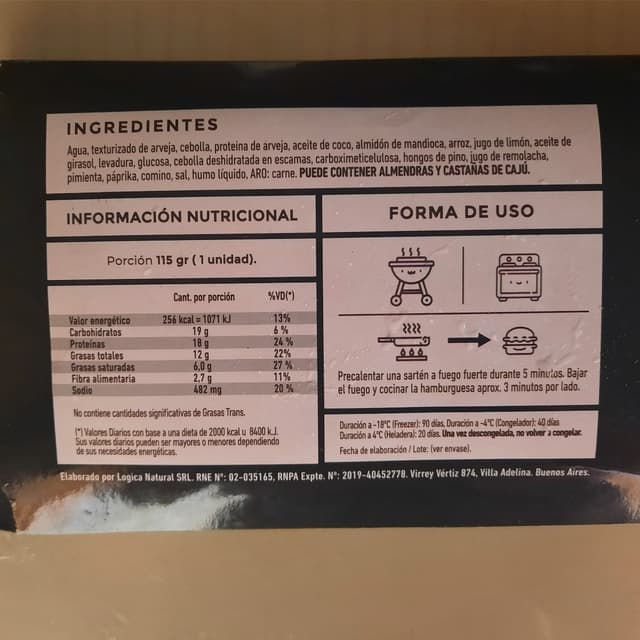 INGREDIENTES
Agua, texturizado de arveja, cebolla, proteina de arveja, aceite de coco, almidón de mandioca, arroz, jugo de limón, aceite de
girasol, levadura, glucosa, cebolla deshidratada en escamas, carboximeticelulosa, hongos de pino, jugo de remolacha,
pimienta, páprika, comino, sal, humo líquido, ARO: carne. PUEDE CONTENER ALMENDRAS Y CASTAÑAS DE CAJÚ.
INFORMACIÓN NUTRICIONAL
Porción 115 gr ( 1 unidad).
Cant. por porción %VD(*)
Valor energético 256 kcal = 1071 kJ 13%
Carbohidratos 19 g 6 %
Proteinas 18 g 24 %
Grasas totales 12 g 22%
Grasas saturadas 6,0 g 27 %
Fibra alimentaria 2,7 g 11%
Sodio 482 mg 20 %
No contiene cantidades significativas de Grasas Trans.
(*) Valores Diarios con base a una dieta de 2000 kcal u 8400 kJ.
Sus valores diarios pueden ser mayores o menores dependiendo
de sus necesidades energéticas.
FORMA DE USO
Precalentar una sartén a fuego fuerte durante 5 minutos. Bajar
el fuego y cocinar la hamburguesa aprox. 3 minutos por lado.
Duración a -18°C (Freezer): 90 días, Duración a -4°C (Congelador): 40 días
Duración a 4°C (Heladera): 20 días. Una vez descongelada, no volver a congelar.
Fecha de elaboración / Lote: (ver envase).
Elaborado por Logica Natural SRL. RNE N°: 02-035165, RNPA Expte. N°: 2019-40452778. Virrey Vértiz 874, Villa Adelina. Buenos Aires.